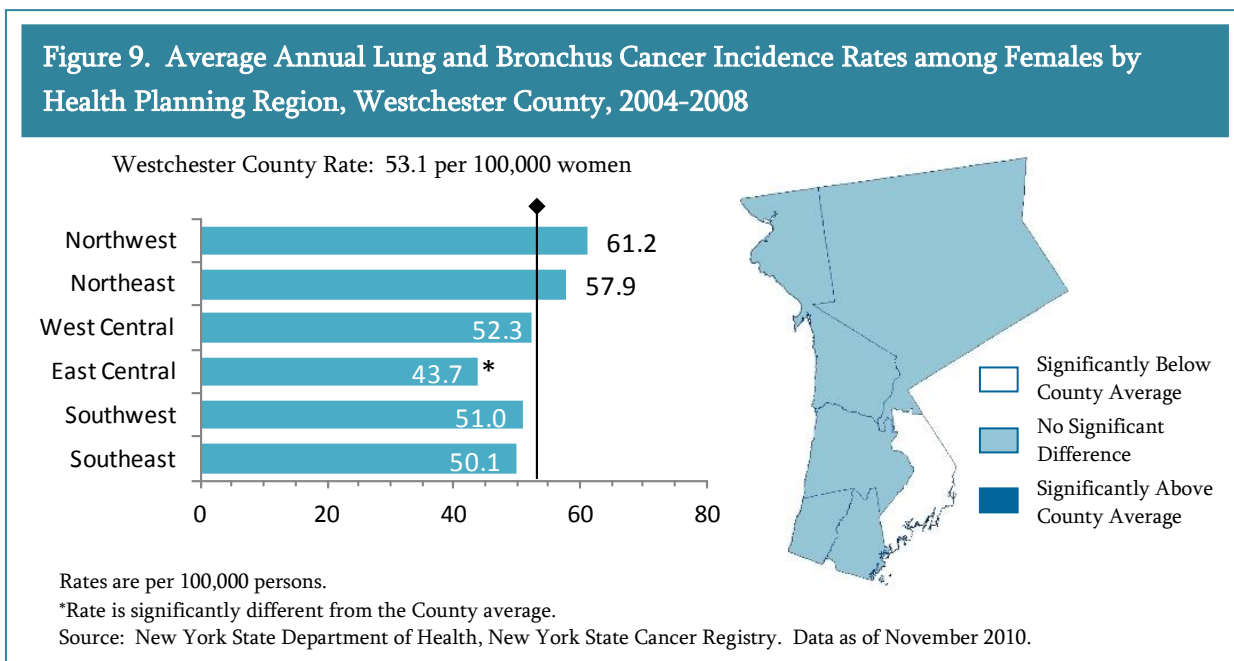 Figure 9.  Average Annual Lung and Bronchus Cancer Incidence Rates among Females by
Health Planning Region, Westchester County, 2004-2008
Westchester County Rate:  53.1 per 100,000 women
Northwest
61.2
Northeast
57.9
West Central
52.3
East Central
43.7
*
Southwest
51.0
Southeast
50.1
0
20
40
60
80
Significantly Below
County Average
No Significant
Difference
Significantly Above
County Average
Rates are per 100,000 persons.
*Rate is significantly different from the County average.
Source:  New York State Department of Health, New York State Cancer Registry.  Data as of November 2010.